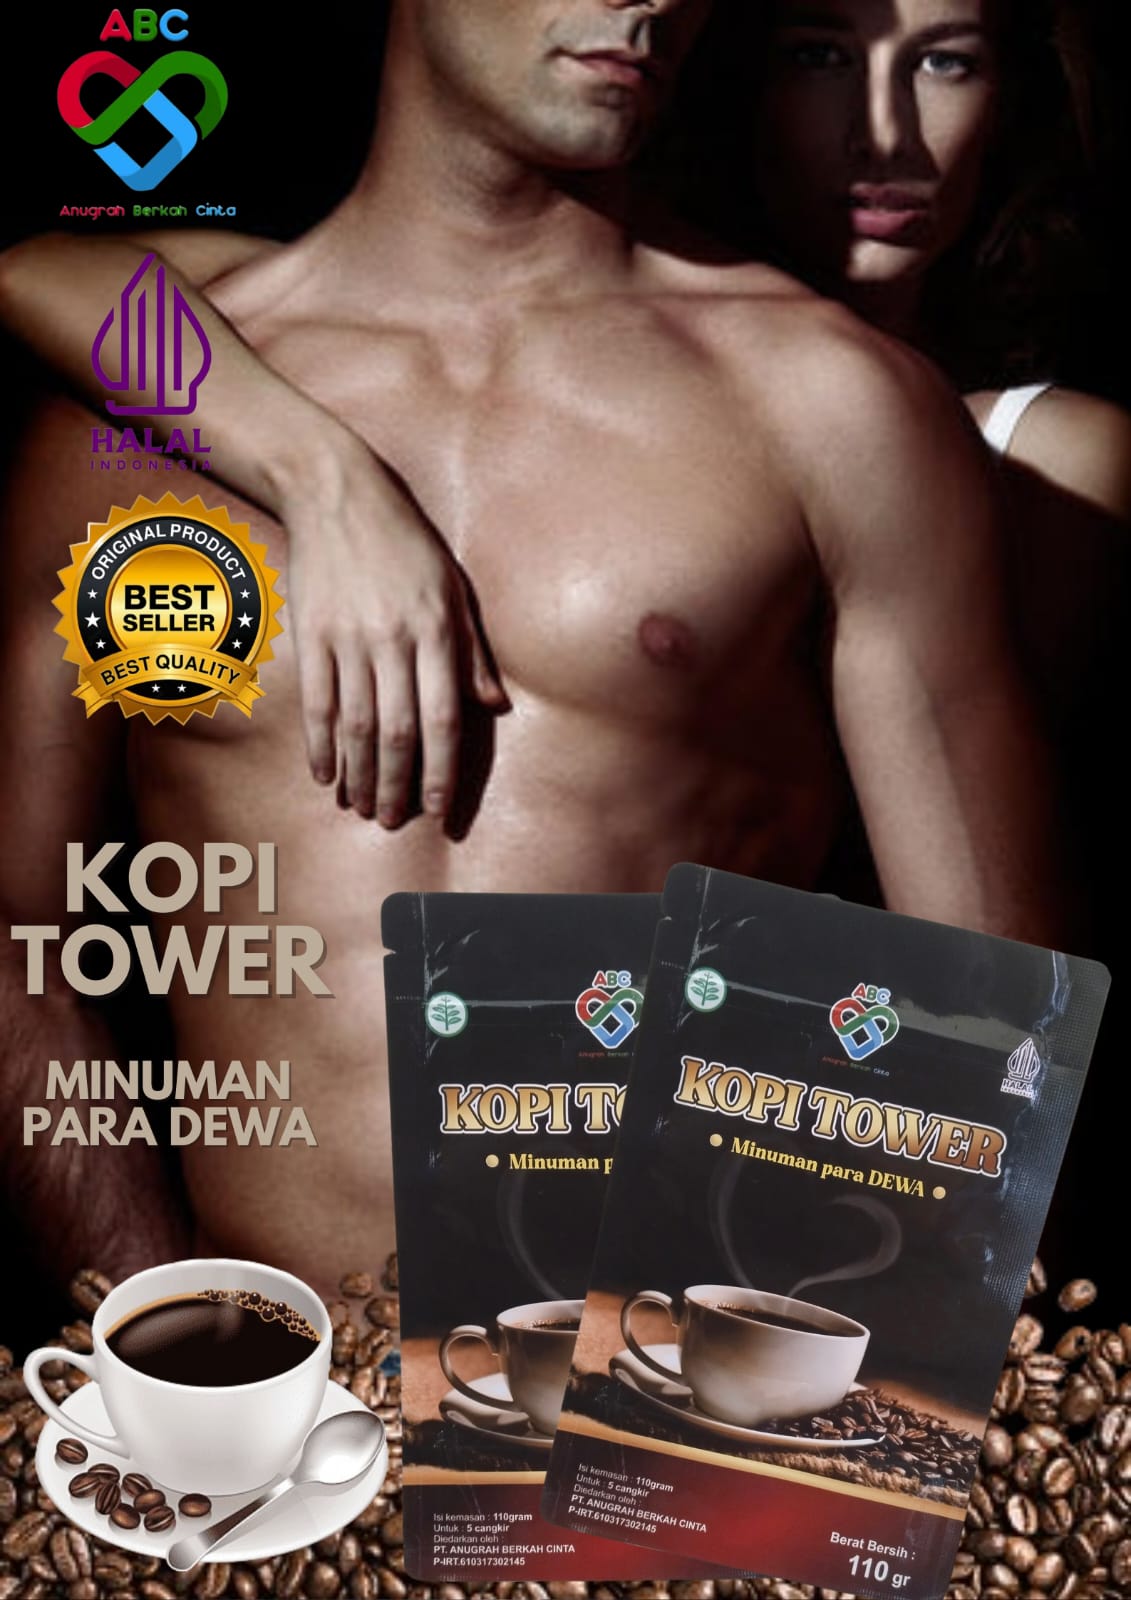 ABC
Anugrah Berkah Cinta
HALAL
INDONESIA
ORIGINAL PRODUCT
BEST
SELLER
BEST QUALITY
KOPI
TOWER
MINUMAN
PARA DEWA
ABC
Anugrah Berkah
KOPI TO
Minuman p
Isi kemasan : 110gram
Untuk : 5 cangkir
Diedarkan oleh :
PT. ANUGRAH BERKAH CINTA
P-IRT.610317302145
ABC
Anugrah Berkah Cinta
HALAL
KOPI TOWER
Minuman para DEWA
Isi kemasan : 110gram
Untuk : 5 cangkir
Diedarkan oleh :
PT. ANUGRAH BERKAH CINTA
P-IRT.610317302145
Berat Bersih :
110 gr